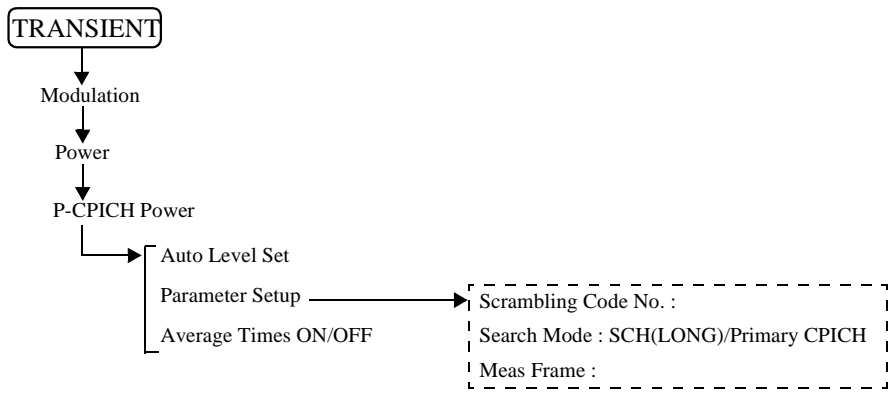 TRANSIENT
Modulation
Power
P-CPICH Power
Auto Level Set
Parameter Setup
Average Times ON/OFF
Scrambling Code No. :
Search Mode : SCH(LONG)/Primary CPICH
Meas Frame :